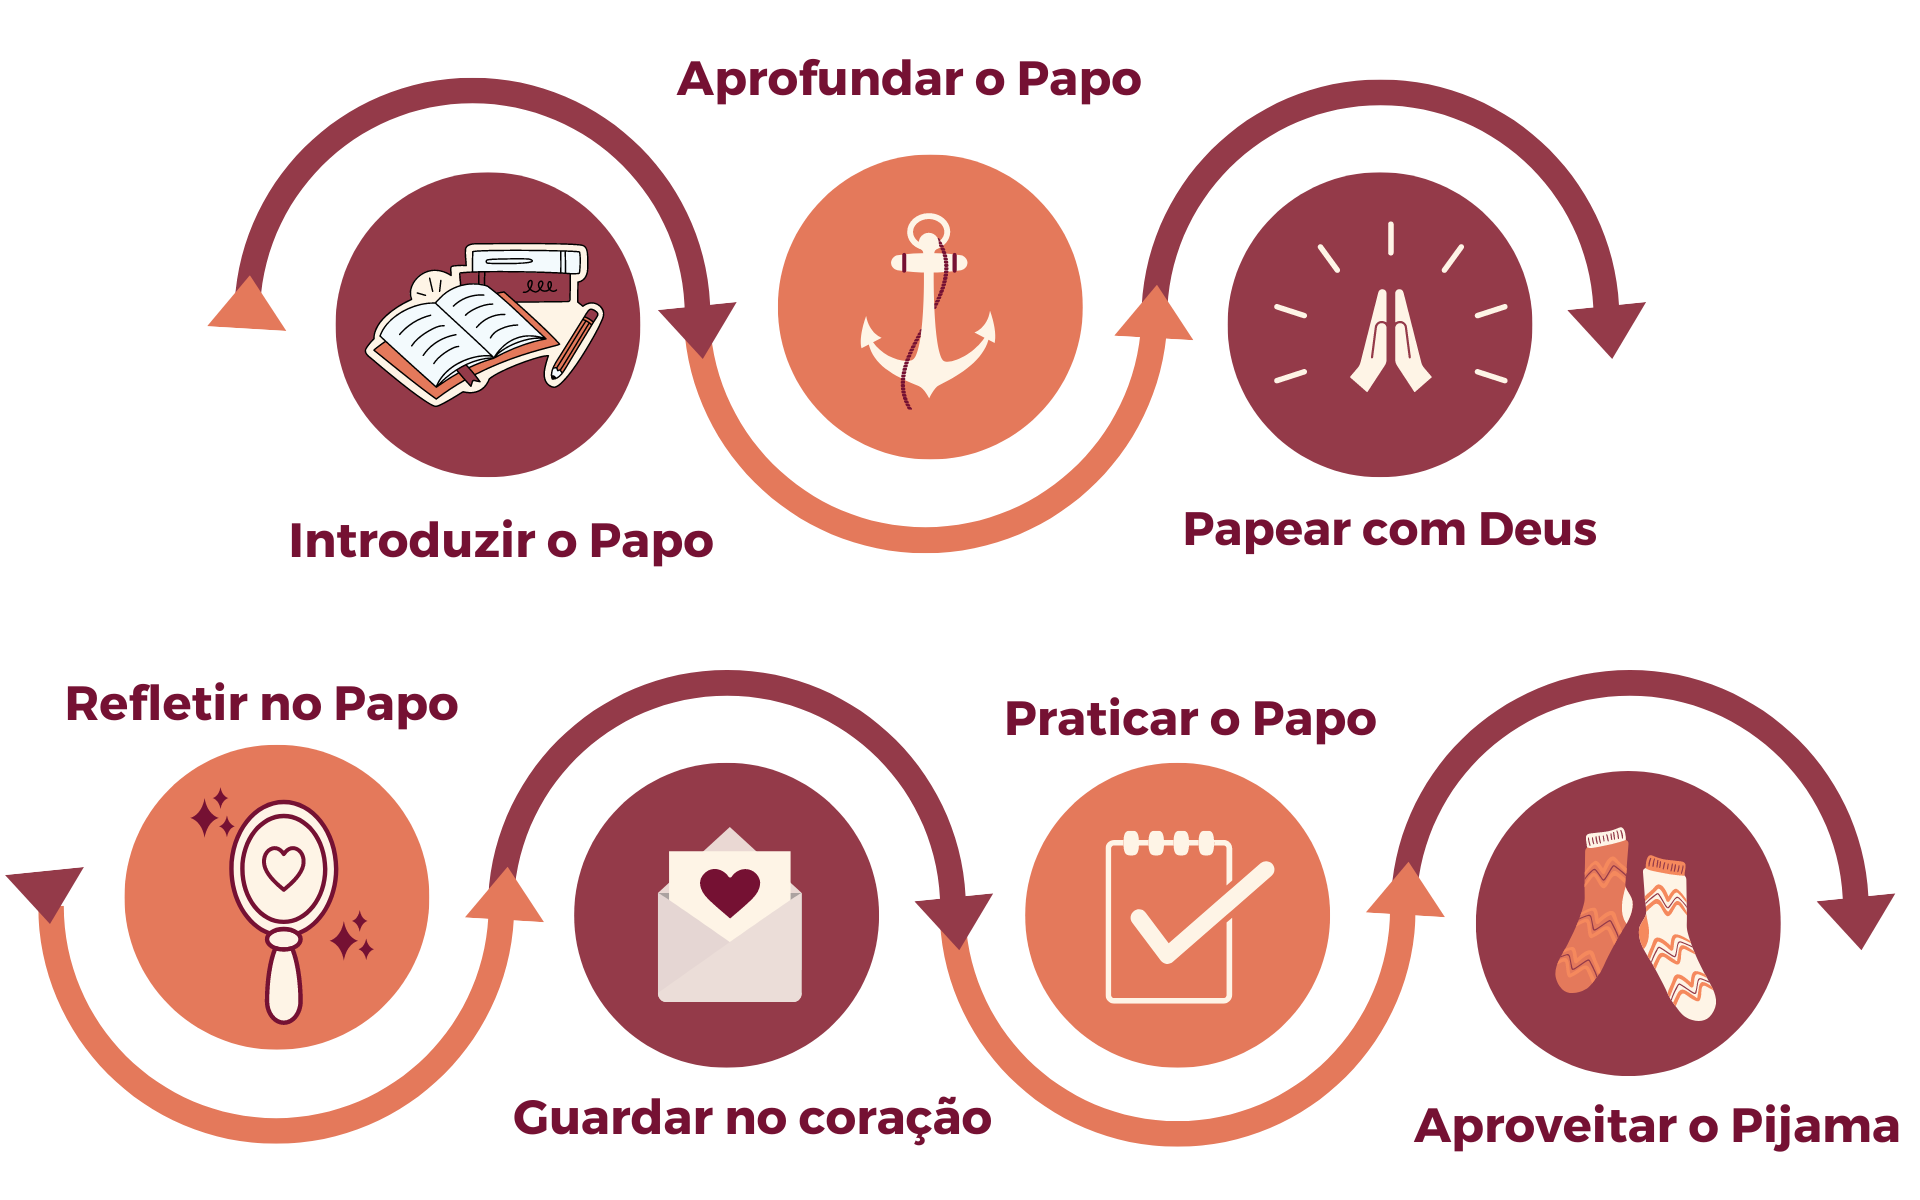 Introduzir o Papo
Aprofundar o Papo
Papear com Deus
Refletir no Papo
Guardar no coração
Praticar o Papo
Aproveitar o Pijama